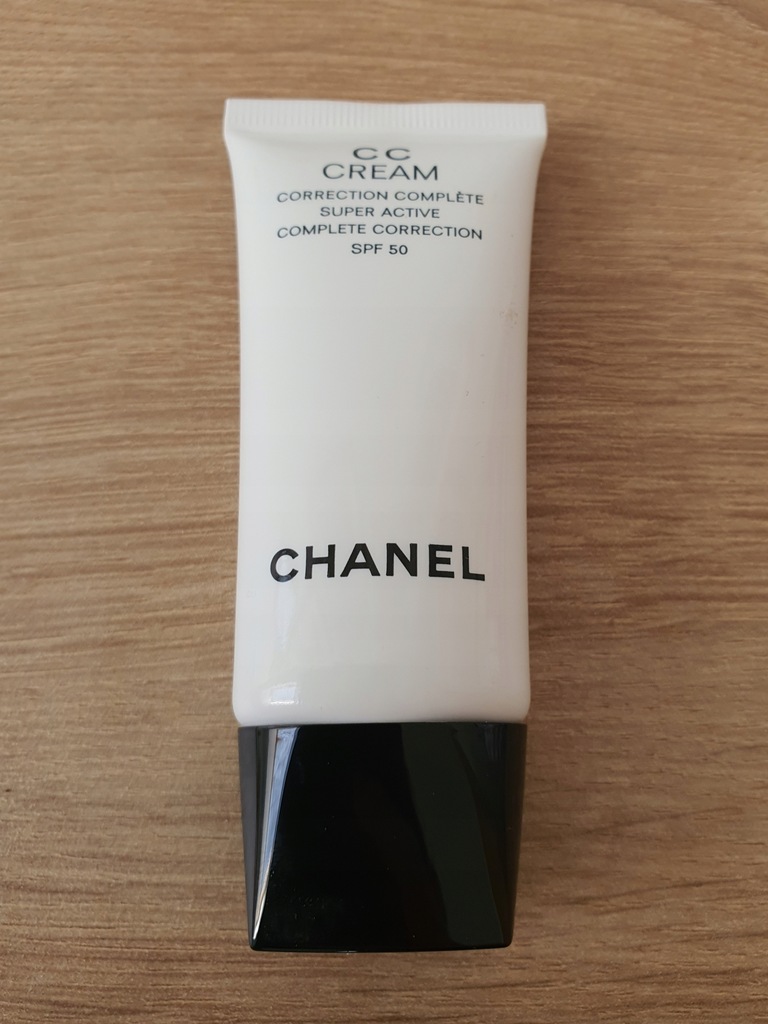 CC
CREAM
CORRECTION COMPLÈTE
SUPER ACTIVE
COMPLETE CORRECTION
SPF 50
CHANEL